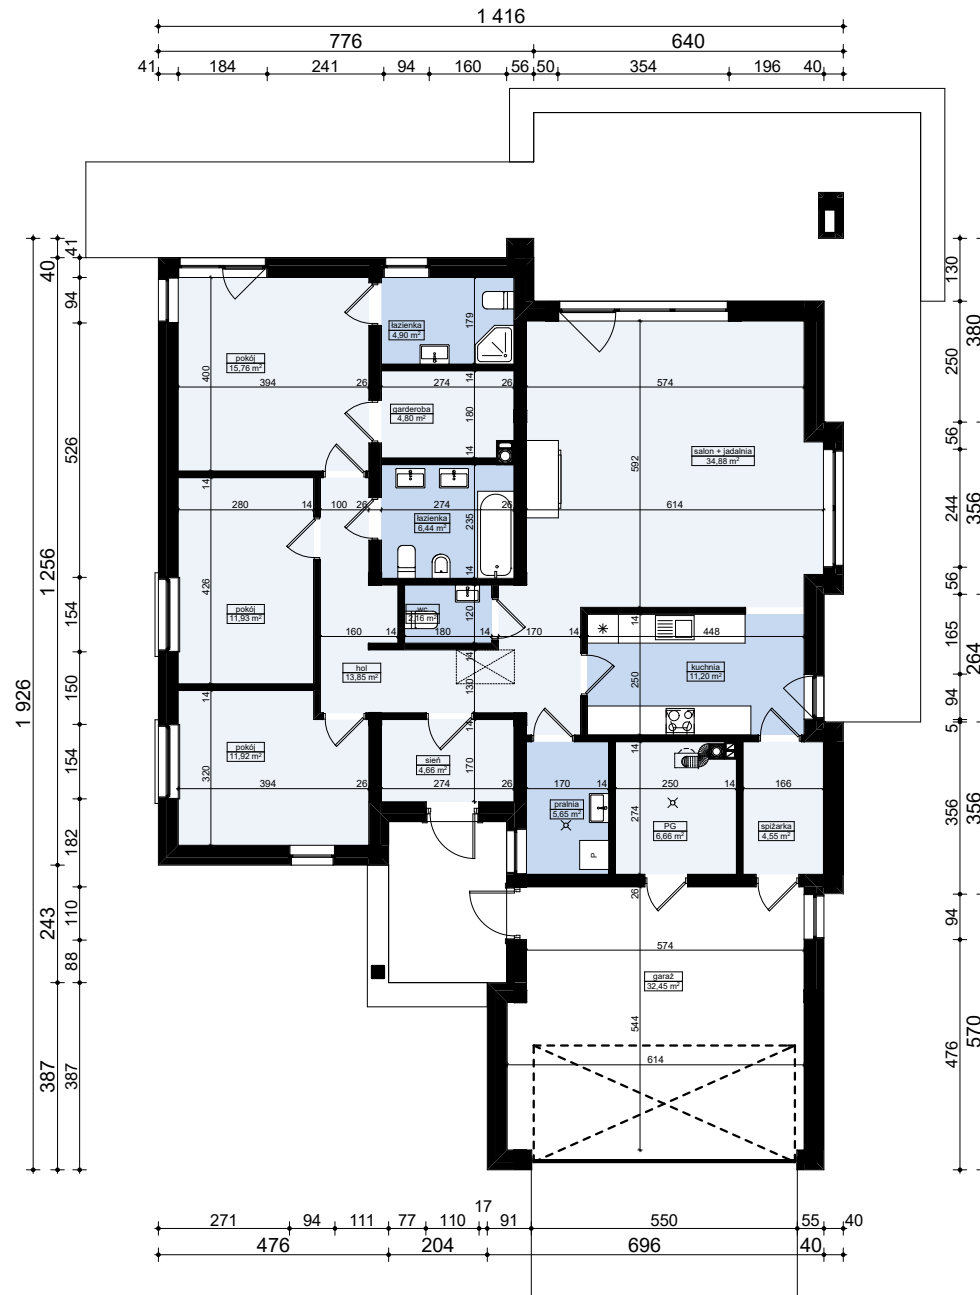 1 416
776 640
41 184 241 94 160 56 50 354 196 40
41
40
94
526
1 256
154
150
154
182
1 926
243
110
88
387 387
130
380
250
56
244
356
56
165
264
94
5
356 356
94
476
570
łazienka
4,90 m²
179
pokój
15,76 m²
400
394 26
14
274 26
garderoba
4,80 m²
180
14
574
592
salon + jadalnia
34,88 m²
614
14
280 14 100 26 274 26
łazienka
6,44 m²
235
14
426
pokój
11,93 m²
wc
2,16 m²
120
160 14 180 14 170 14
14
448
hol
13,85 m²
14
130
kuchnia
11,20 m²
250
14
pokój
11,92 m²
320
394 26
sień
4,66 m²
170
274 26
170 14
pralnia
5,65 m²
P
14
250 14
274
PG
6,66 m²
166
spiżarka
4,55 m²
26
574
garaż
32,45 m²
544
614
17
271 94 111 77 110 91 550 55 40
476 204 696 40